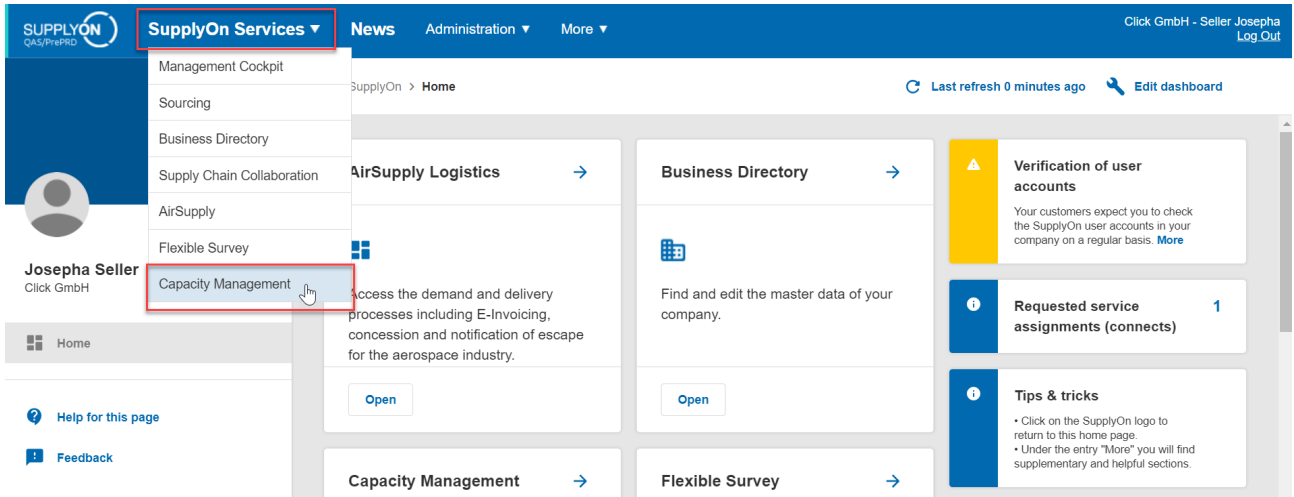 SUPPLYON
QAS/PrePRD
SupplyOn Services ▼
News
Administration ▼
More ▼
Click GmbH - Seller Josepha
Log Out
Management Cockpit
Sourcing
Business Directory
Supply Chain Collaboration
AirSupply
Flexible Survey
Capacity Management
SupplyOn > Home
Last refresh 0 minutes ago
Edit dashboard
Josepha Seller
Click GmbH
Home
Help for this page
Feedback
AirSupply Logistics
Access the demand and delivery
processes including E-Invoicing,
concession and notification of escape
for the aerospace industry.
Open
Business Directory
Find and edit the master data of your
company.
Open
Capacity Management
Flexible Survey
Verification of user
accounts
Your customers expect you to check
the SupplyOn user accounts in your
company on a regular basis. More
Requested service
assignments (connects)
1
Tips & tricks
• Click on the SupplyOn logo to
return to this home page.
• Under the entry "More" you will find
supplementary and helpful sections.